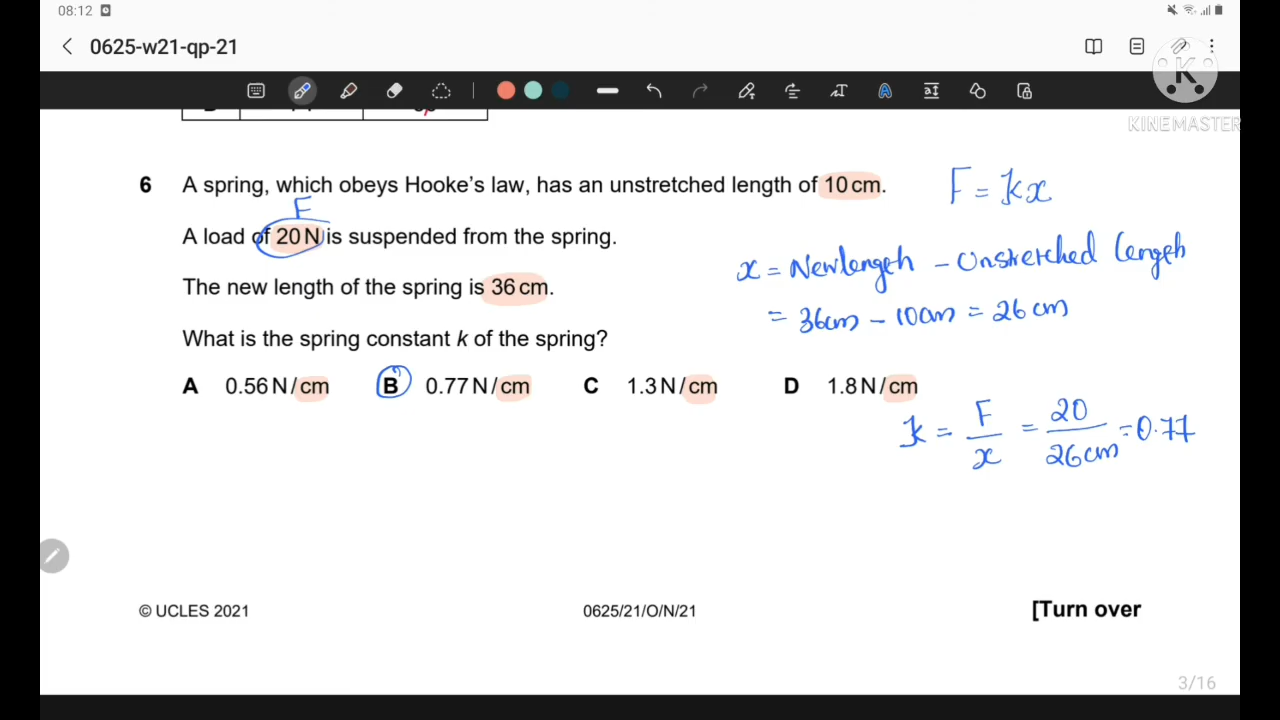 08:12
0625-w21-qp-21
KINEMASTER
F = kx
6 A spring, which obeys Hooke's law, has an unstretched length of 10 cm.
F
A load of 20 N is suspended from the spring.
x = New length - Unstretched length
The new length of the spring is 36 cm.
= 36cm - 10cm = 26 cm
What is the spring constant k of the spring?
A 0.56 N/cm B 0.77 N/cm C 1.3 N/cm D 1.8 N/cm
k = F/x = 20/26cm = 0.77
© UCLES 2021 0625/21/O/N/21 [Turn over
3/16